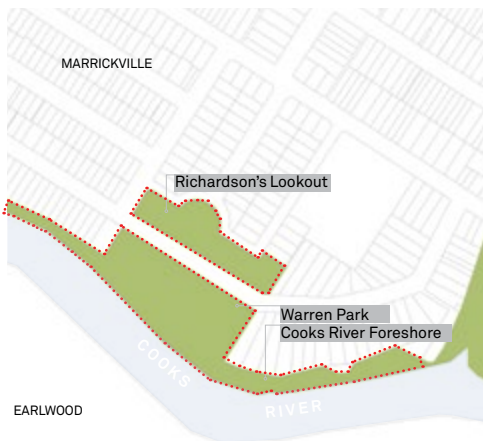 MARRICKVILLE
Richardson's Lookout
Warren Park
Cooks River Foreshore
COOKS
RIVER
EARLWOOD